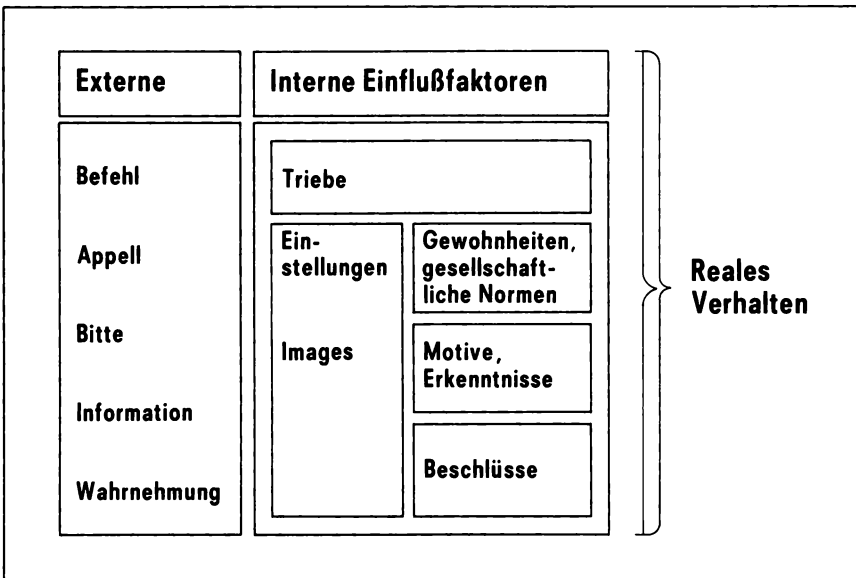 Externe
Interne Einflußfaktoren
Befehl
Appell
Bitte
Information
Wahrnehmung
Triebe
Ein-
stellungen
Images
Gewohnheiten,
gesellschaft-
liche Normen
Motive,
Erkenntnisse
Beschlüsse
Reales
Verhalten